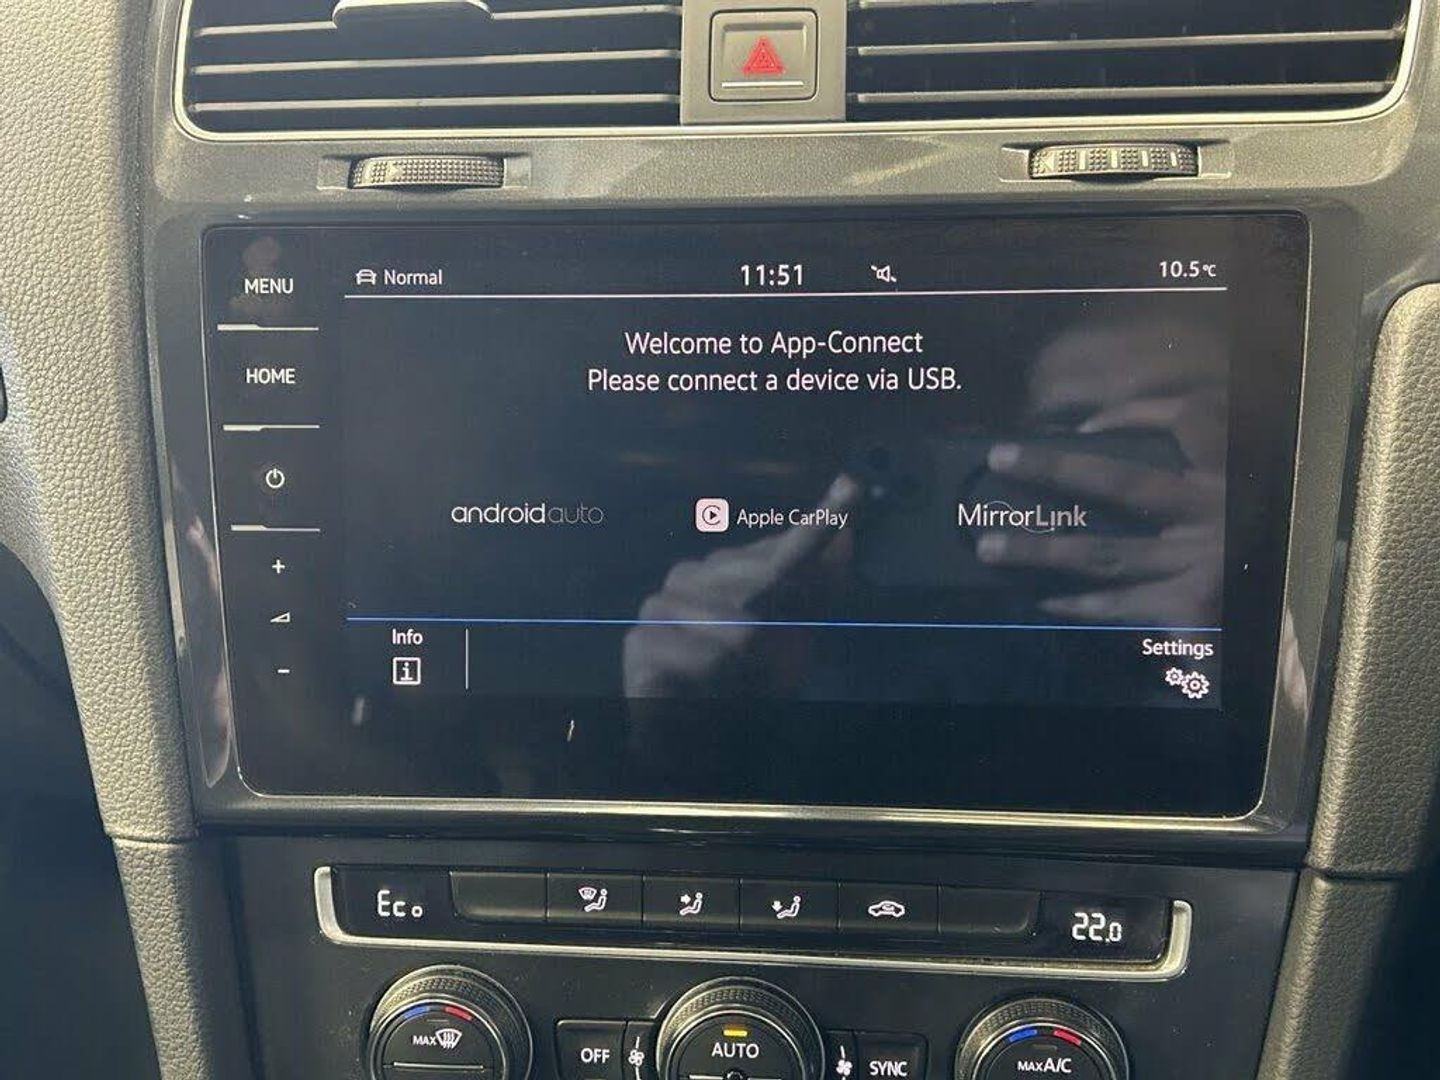 MENU
Normal
11:51
10.5°C
Welcome to App-Connect
Please connect a device via USB.
HOME
androidauto
Apple CarPlay
MirrorLink
+
-
Info
i
Settings
Eco
22.0
MAX
OFF
AUTO
SYNC
MAX A/C